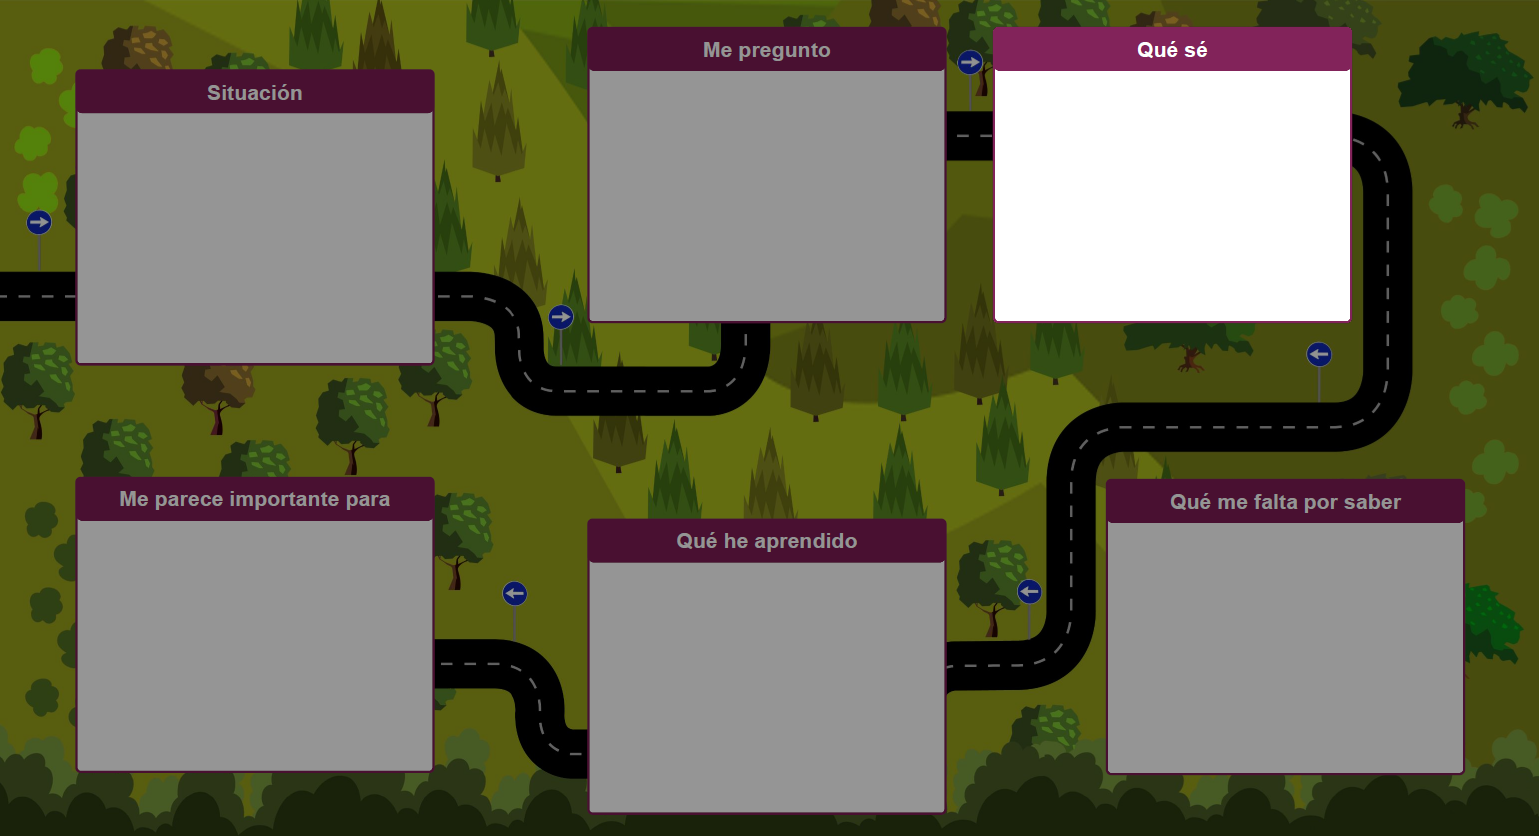 Situación
Me pregunto
Qué sé
Qué me falta por saber
Qué he aprendido
Me parece importante para